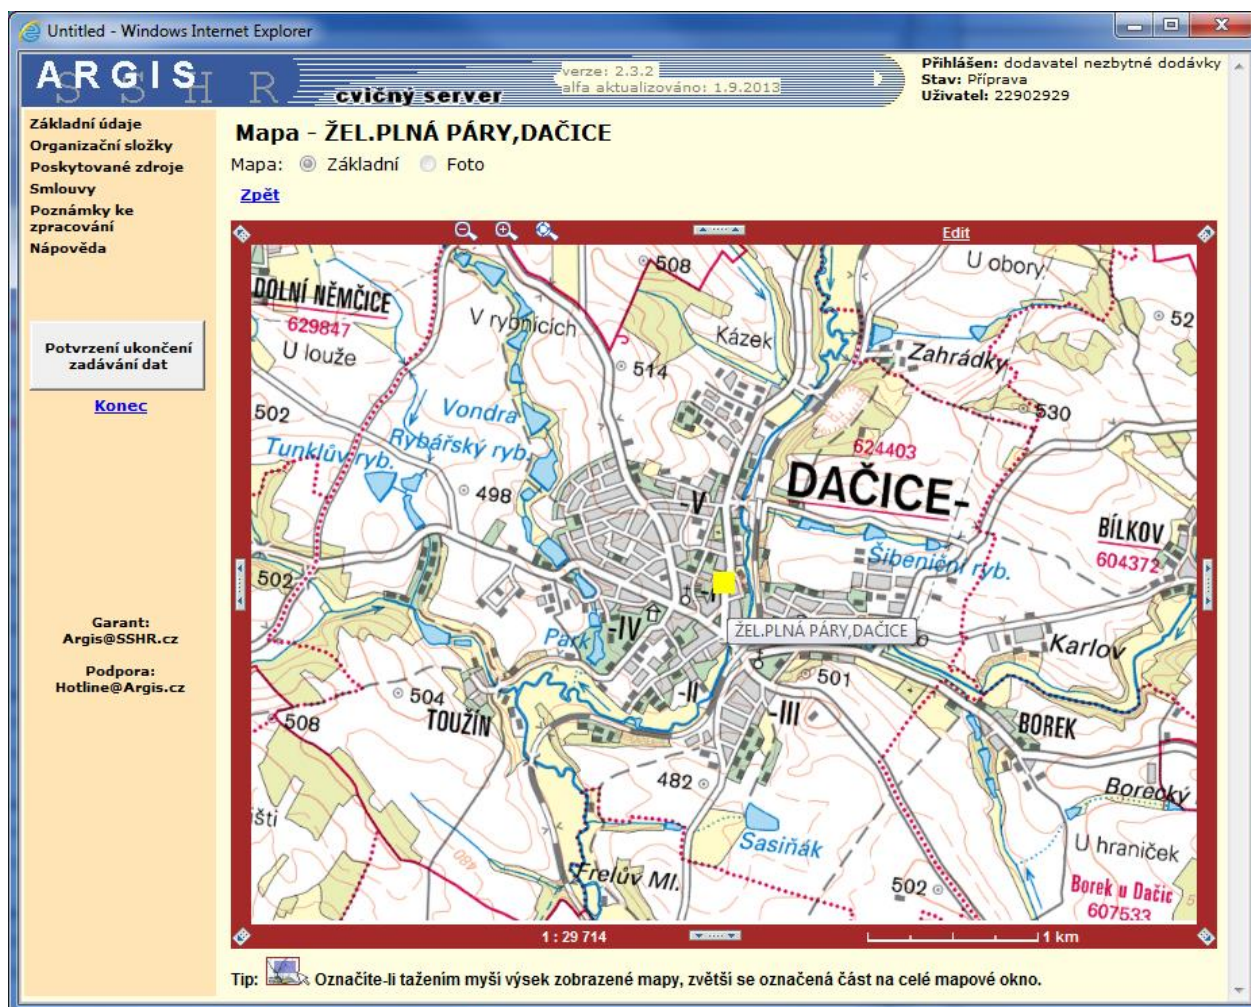 Untitled - Windows Internet Explorer
ARGIS
SSHR
cvičný server
verze: 2.3.2
alfa aktualizováno: 1.9.2013
Přihlášen: dodavatel nezbytné dodávky
Stav: Příprava
Uživatel: 22902929
Základní údaje
Organizační složky
Poskytované zdroje
Smlouvy
Poznámky ke
zpracování
Nápověda
Potvrzení ukončení
zadávání dat
Konec
Garant:
Argis@SSHR.cz
Podpora:
Hotline@Argis.cz
Mapa - ŽEL.PLNÁ PÁRY,DAČICE
Mapa: Základní Foto
Zpět
Edit
508
U obory
DOLNÍ NĚMČICE
629847
V rybnících
Kázek
52
U louže
Zahrádky
514
502
Vondra
530
Rybářský ryb.
624403
Tunklův ryb.
DAČICE-
498
-V
BÍLKOV
604372
Šibeniční ryb.
502
-IV
ŽEL.PLNÁ PÁRY,DAČICE
Park
Karlov
504
-II
501
508
TOUŽÍN
-III
BOREK
482
Borecký
išti
Sasiňák
U hraniček
480
Frelův Ml.
502
Borek u Dačic
607533
1 : 29 714
1 km
Tip: Označíte-li tažením myší výsek zobrazené mapy, zvětší se označená část na celé mapové okno.